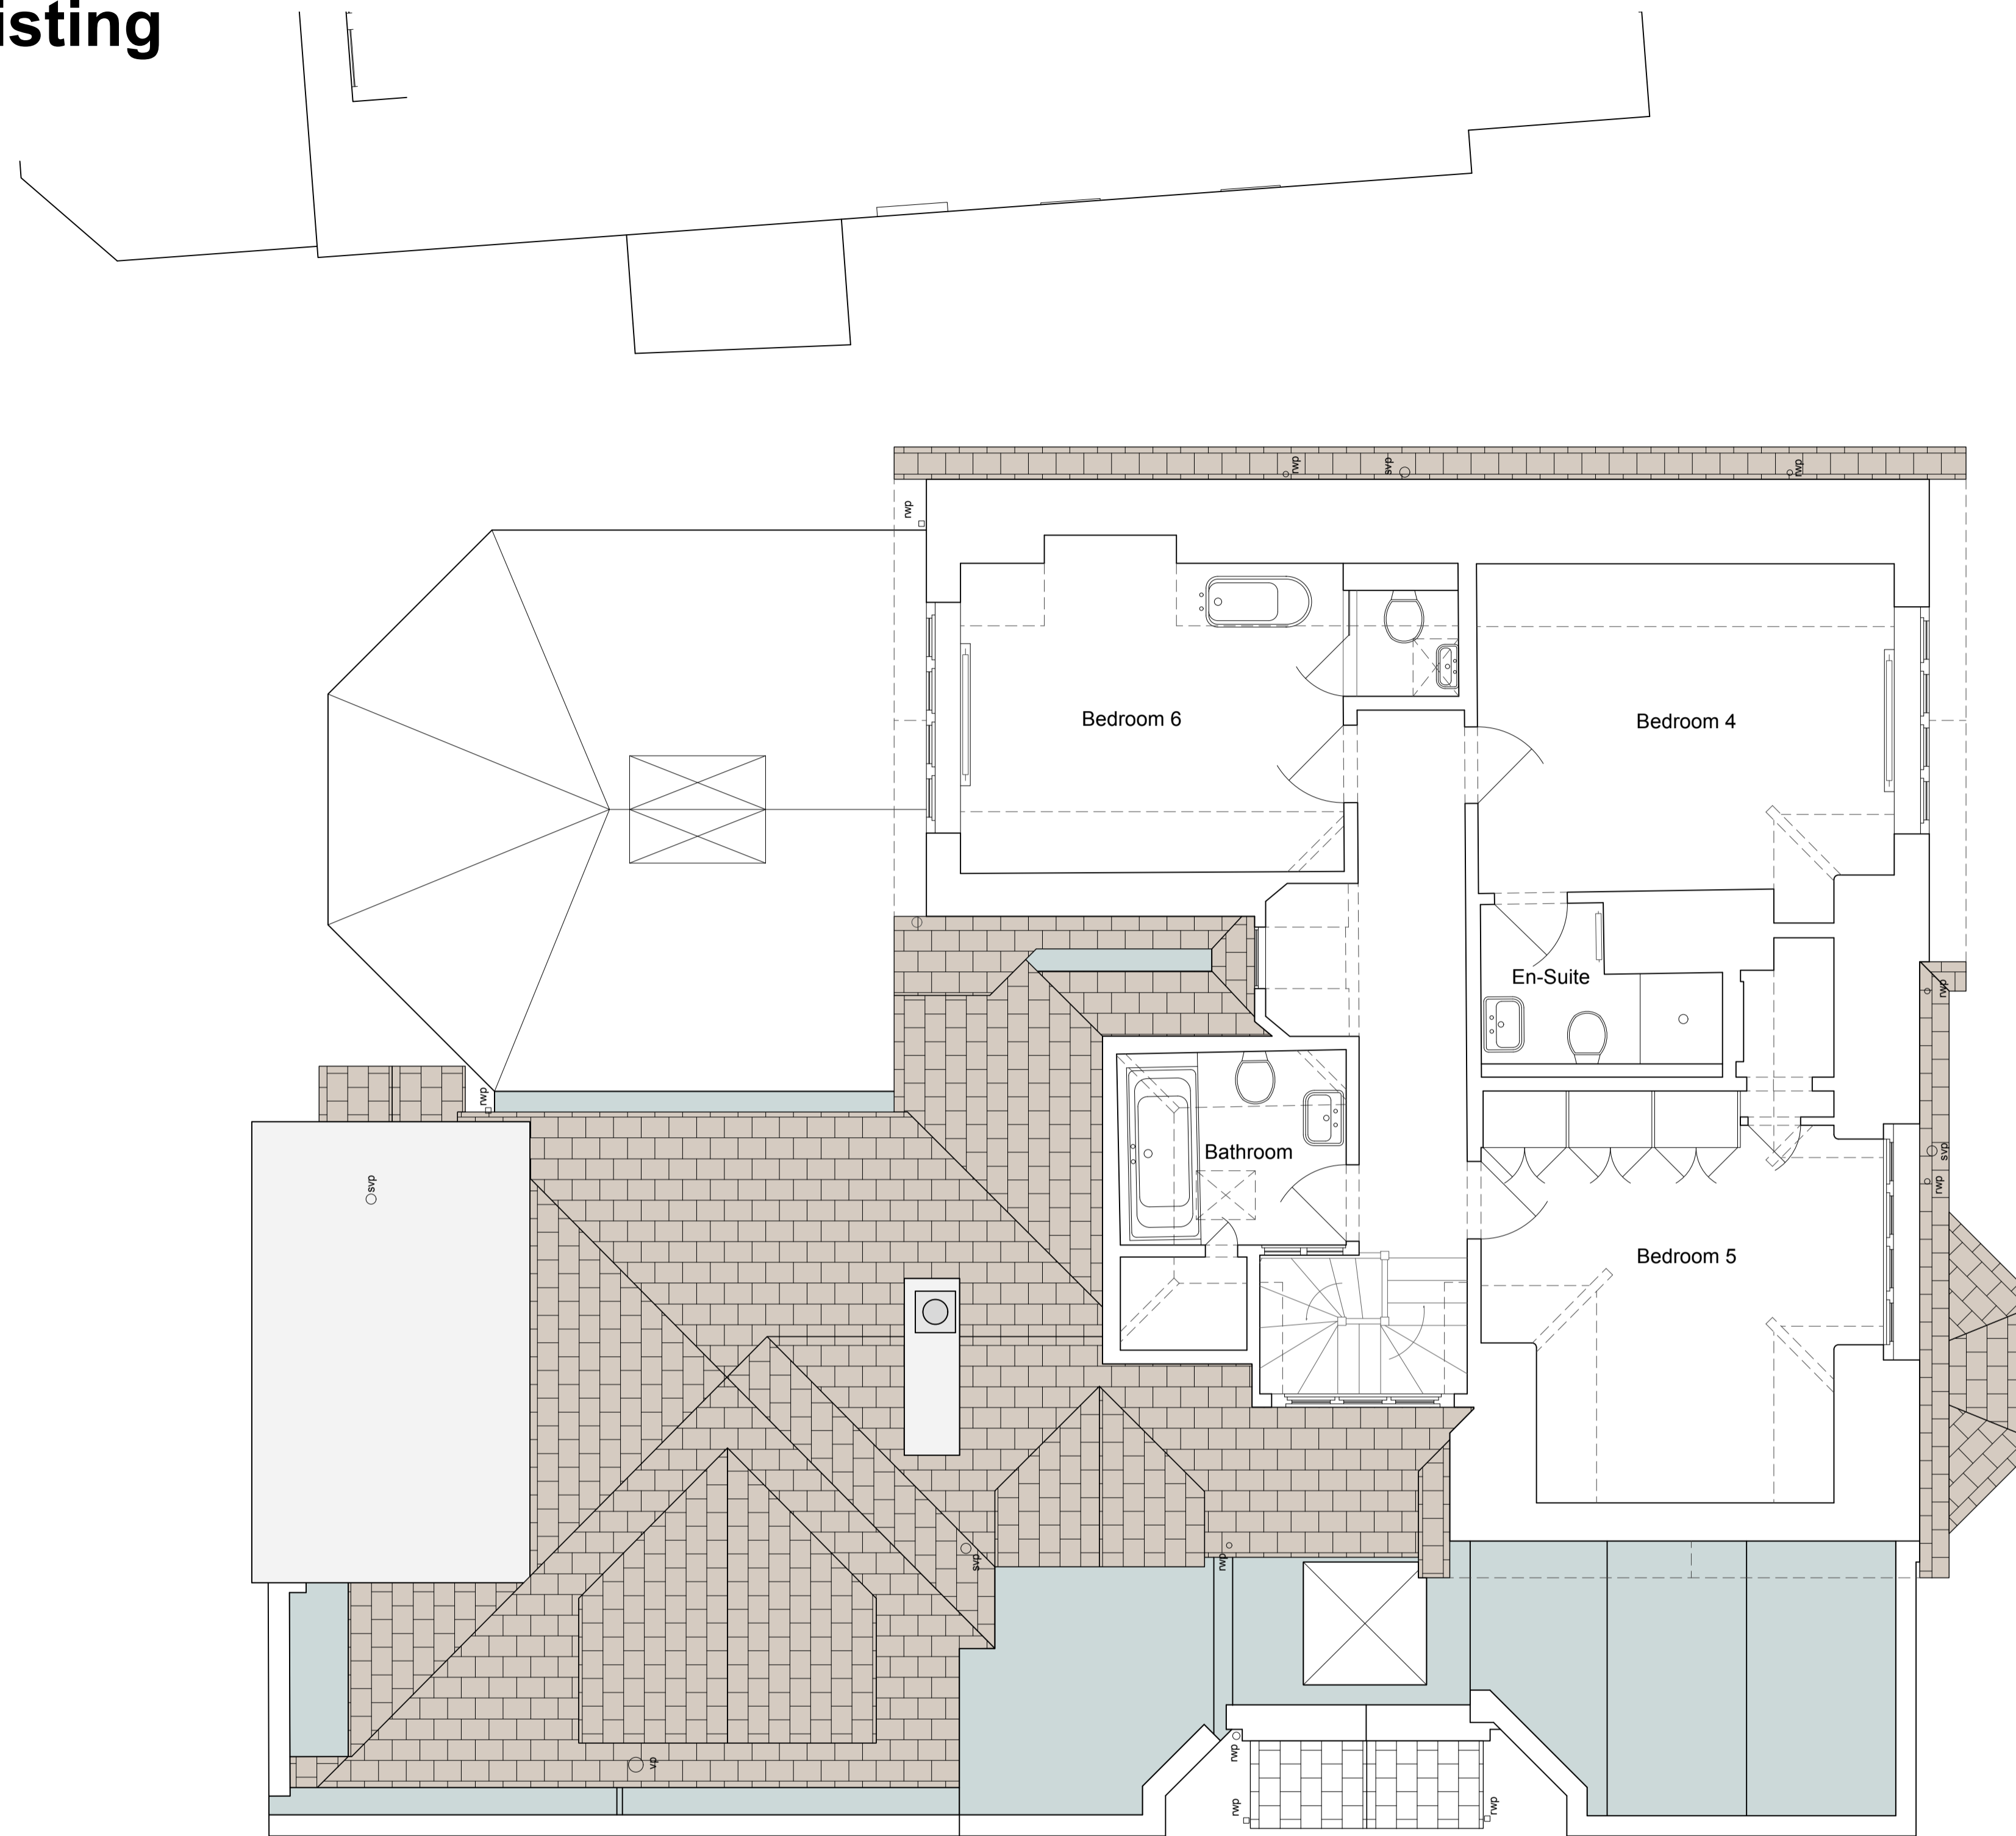 isting
rwp
svp
rwp
rwp
Bedroom 6
Bedroom 4
En-Suite
rwp
rwp
Bathroom
svp
svp
rwp
Bedroom 5
svp
rwp
rwp
vp
rwp
rwp